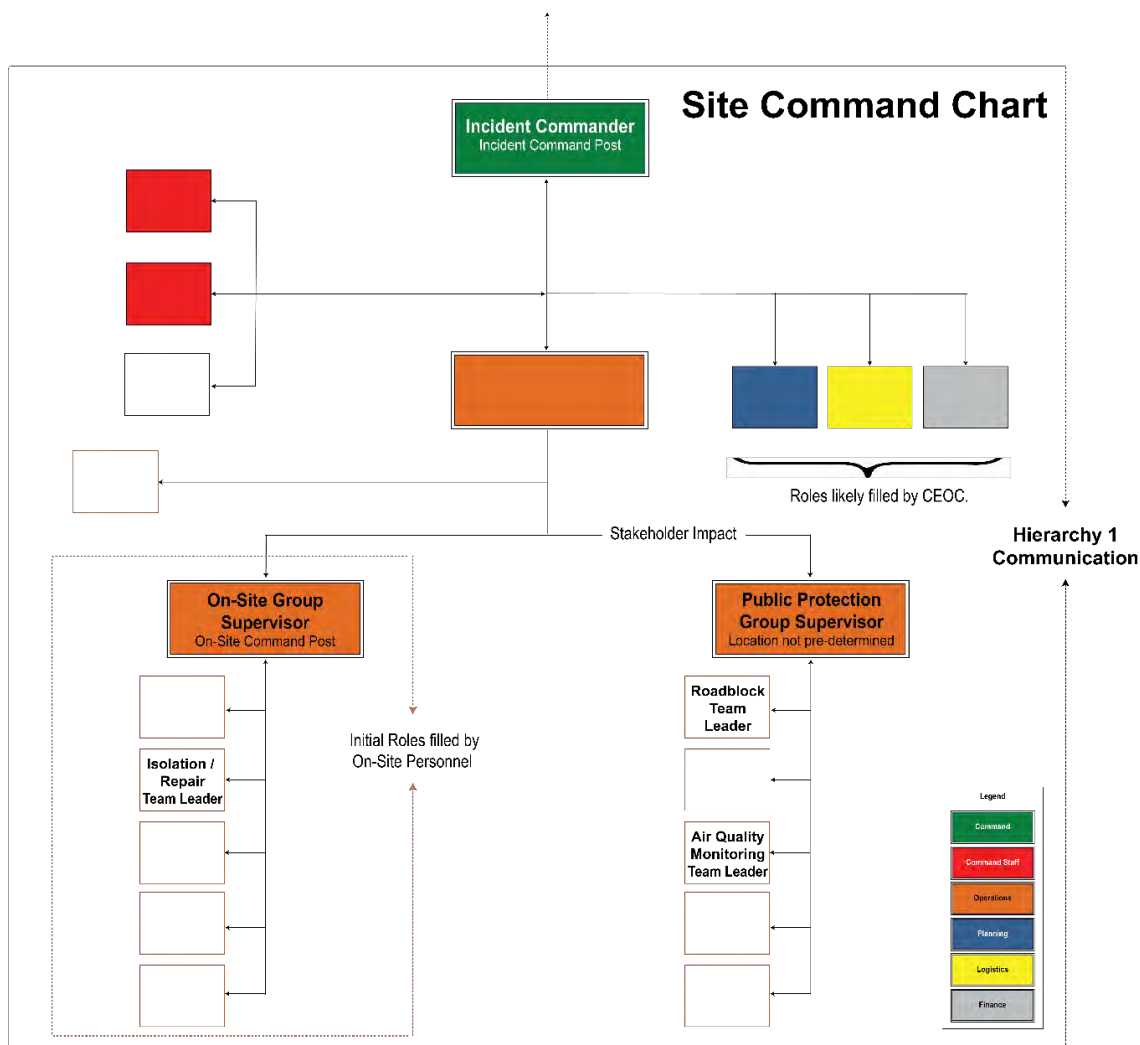 Site Command Chart
Incident Commander
Incident Command Post
Roles likely filled by CEOC.
Stakeholder Impact
Hierarchy 1
Communication
On-Site Group
Supervisor
On-Site Command Post
Public Protection
Group Supervisor
Location not pre-determined
Roadblock
Team
Leader
Initial Roles filled by
On-Site Personnel
Isolation /
Repair
Team Leader
Air Quality
Monitoring
Team Leader
Legend
Command
Command Staff
Operations
Planning
Logistics
Finance